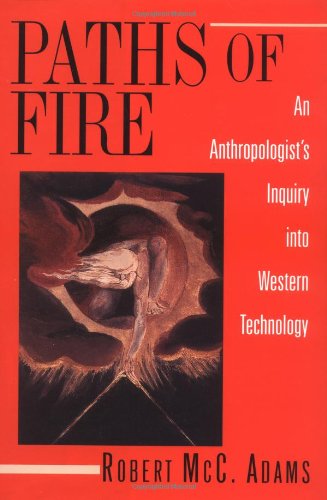 PATHS OF
FIRE
An
Anthropologist's
Inquiry
into
Western
Technology
ROBERT MCC. ADAMS